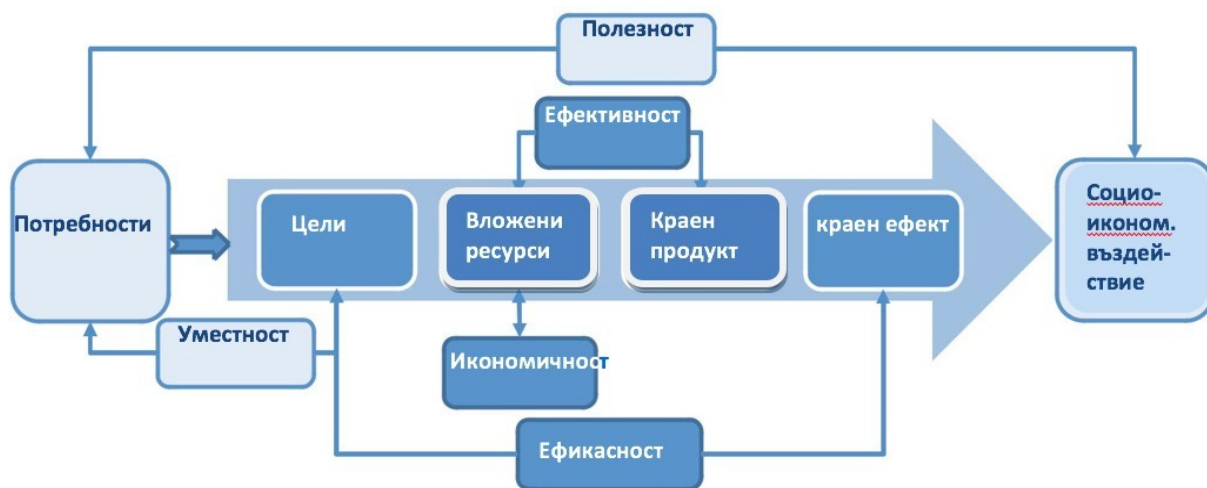 Полезност
Ефективност
Потребности
Цели
Вложени
ресурси
Краен
продукт
краен ефект
Социо-
иконом.
въздей-
ствие
Уместност
Икономичност
Ефикасност